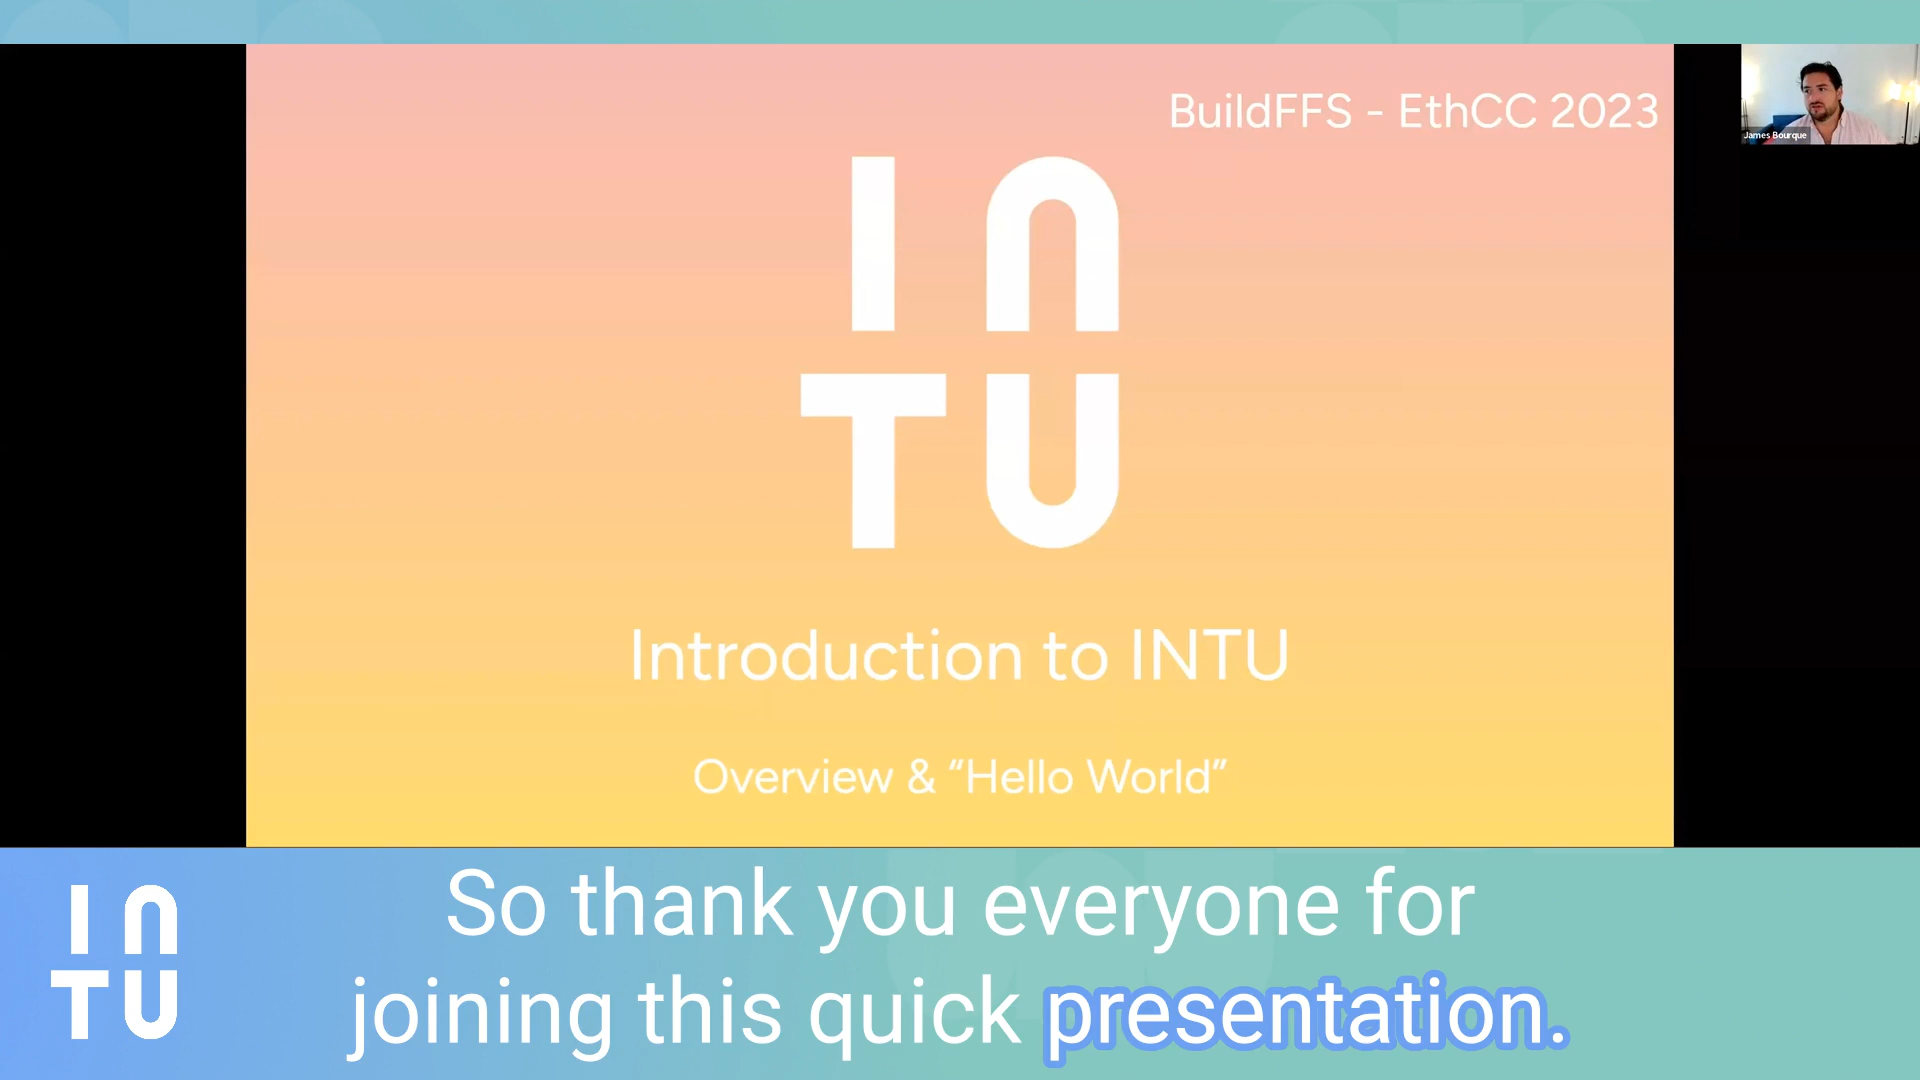 BuildFFS - EthCC 2023
James Bourque
IN
TU
Introduction to INTU
Overview & “Hello World”
IN
TU
So thank you everyone for
joining this quick presentation.